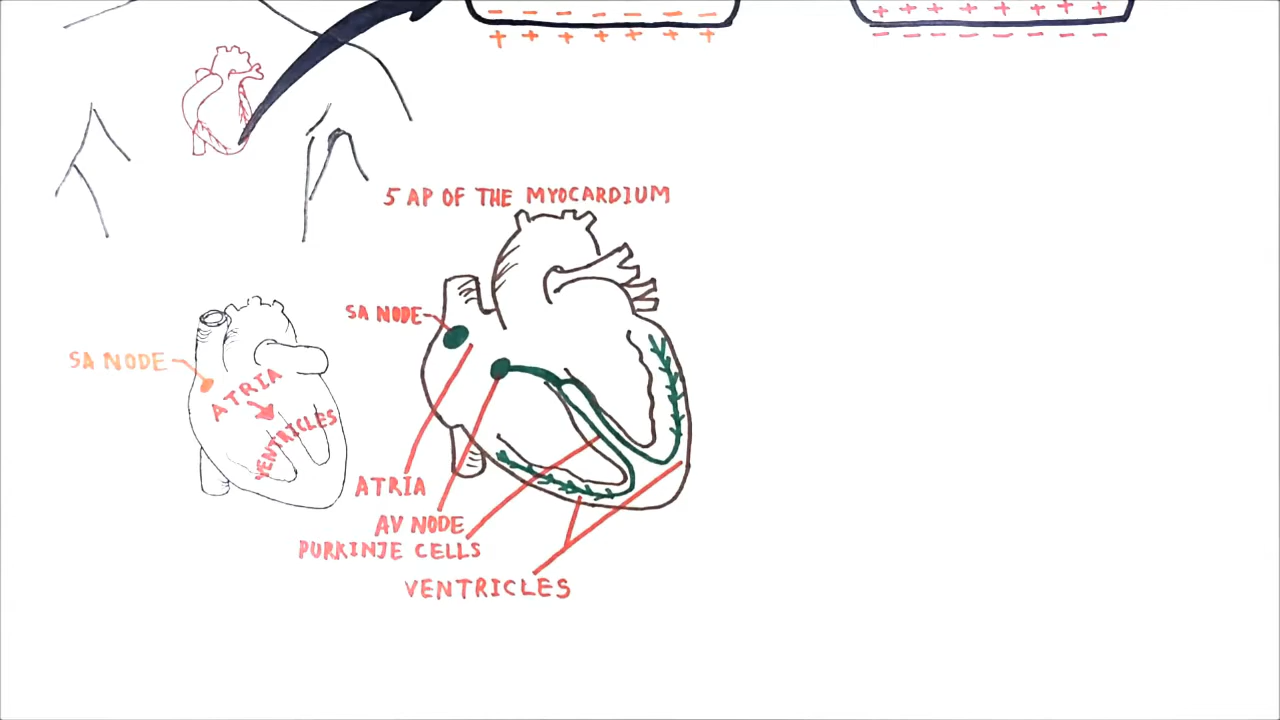 - - - - - - -
+ + + + + + +
+ + + + + + +
- - - - - - -
5 AP OF THE MYOCARDIUM
SA NODE
SA NODE
ATRIA
VENTRICLES
ATRIA
AV NODE
PURKINJE CELLS
VENTRICLES